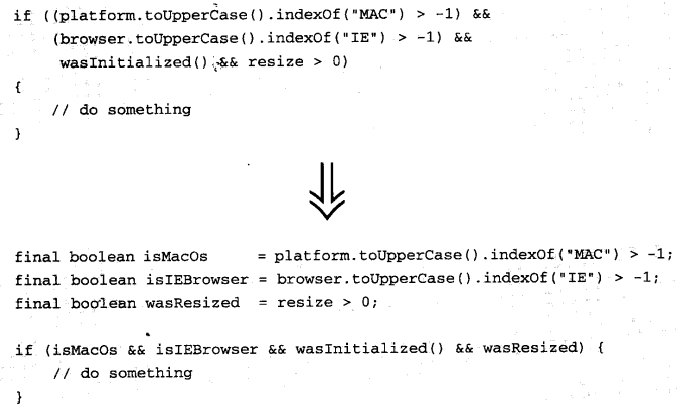 if ((platform.toUpperCase().indexOf("MAC") > -1) &&
    (browser.toUpperCase().indexOf("IE") > -1) &&
     wasInitialized() && resize > 0)
{
    // do something
}
final boolean isMacOs     = platform.toUpperCase().indexOf("MAC") > -1;
final boolean isIEBrowser = browser.toUpperCase().indexOf("IE") > -1;
final boolean wasResized  = resize > 0;
if (isMacOs && isIEBrowser && wasInitialized() && wasResized) {
    // do something
}